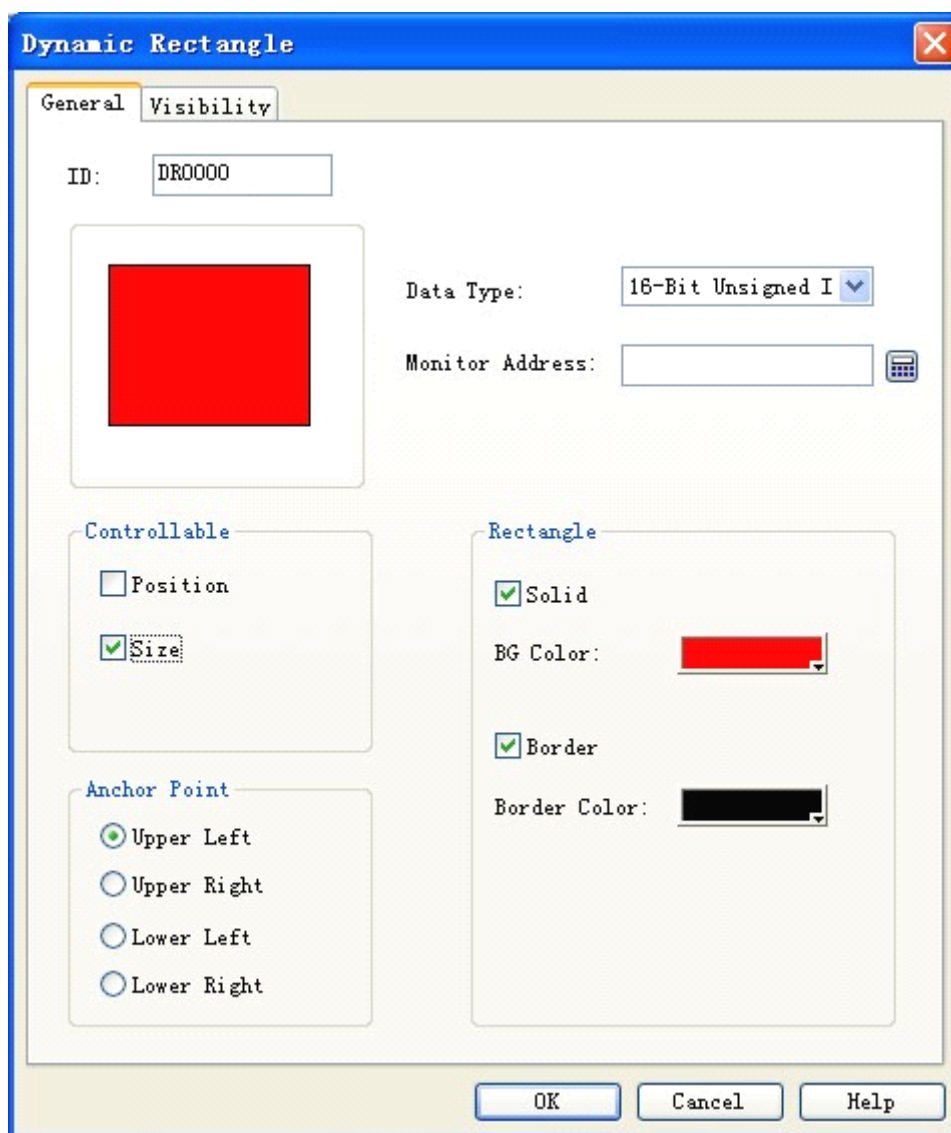 Dynamic Rectangle
General
Visibility
ID:
DR0000
Data Type:
16-Bit Unsigned I
Monitor Address:
Controllable
Position
Size
Rectangle
Solid
BG Color:
Border
Border Color:
Anchor Point
Upper Left
Upper Right
Lower Left
Lower Right
OK
Cancel
Help